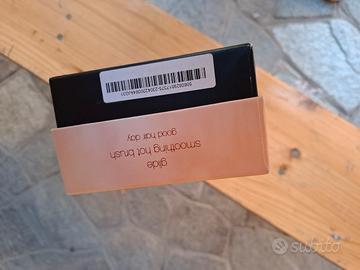 glide
smoothing hot brush
good hair day
subito